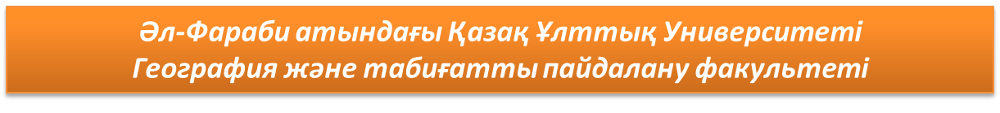 Әл-Фараби атындағы Қазақ Ұлттық Университеті
География және табиғатты пайдалану факультеті